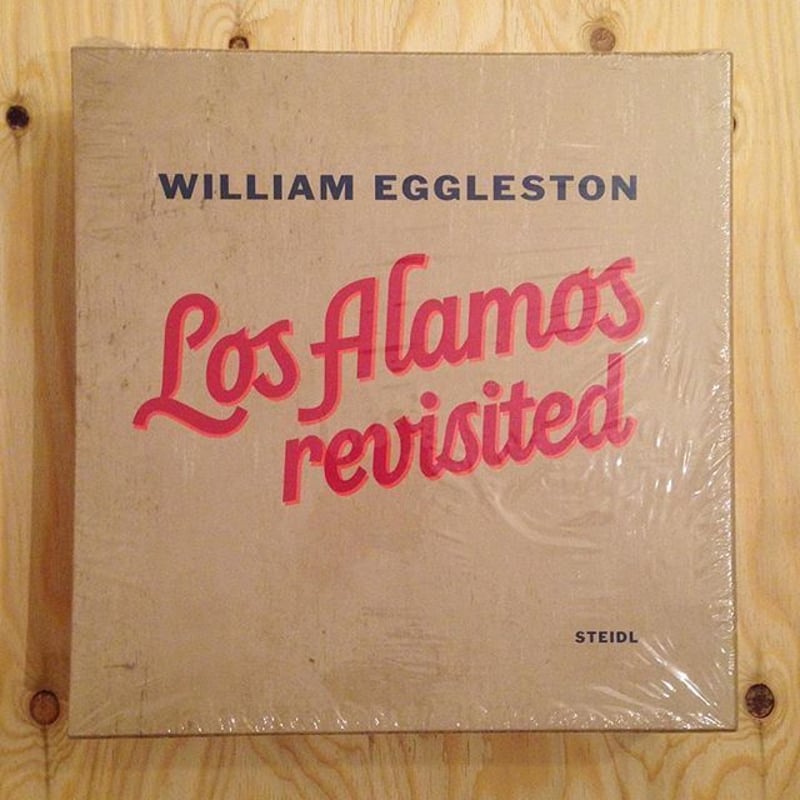 WILLIAM EGGLESTON
Los Alamos
revisited
STEIDL